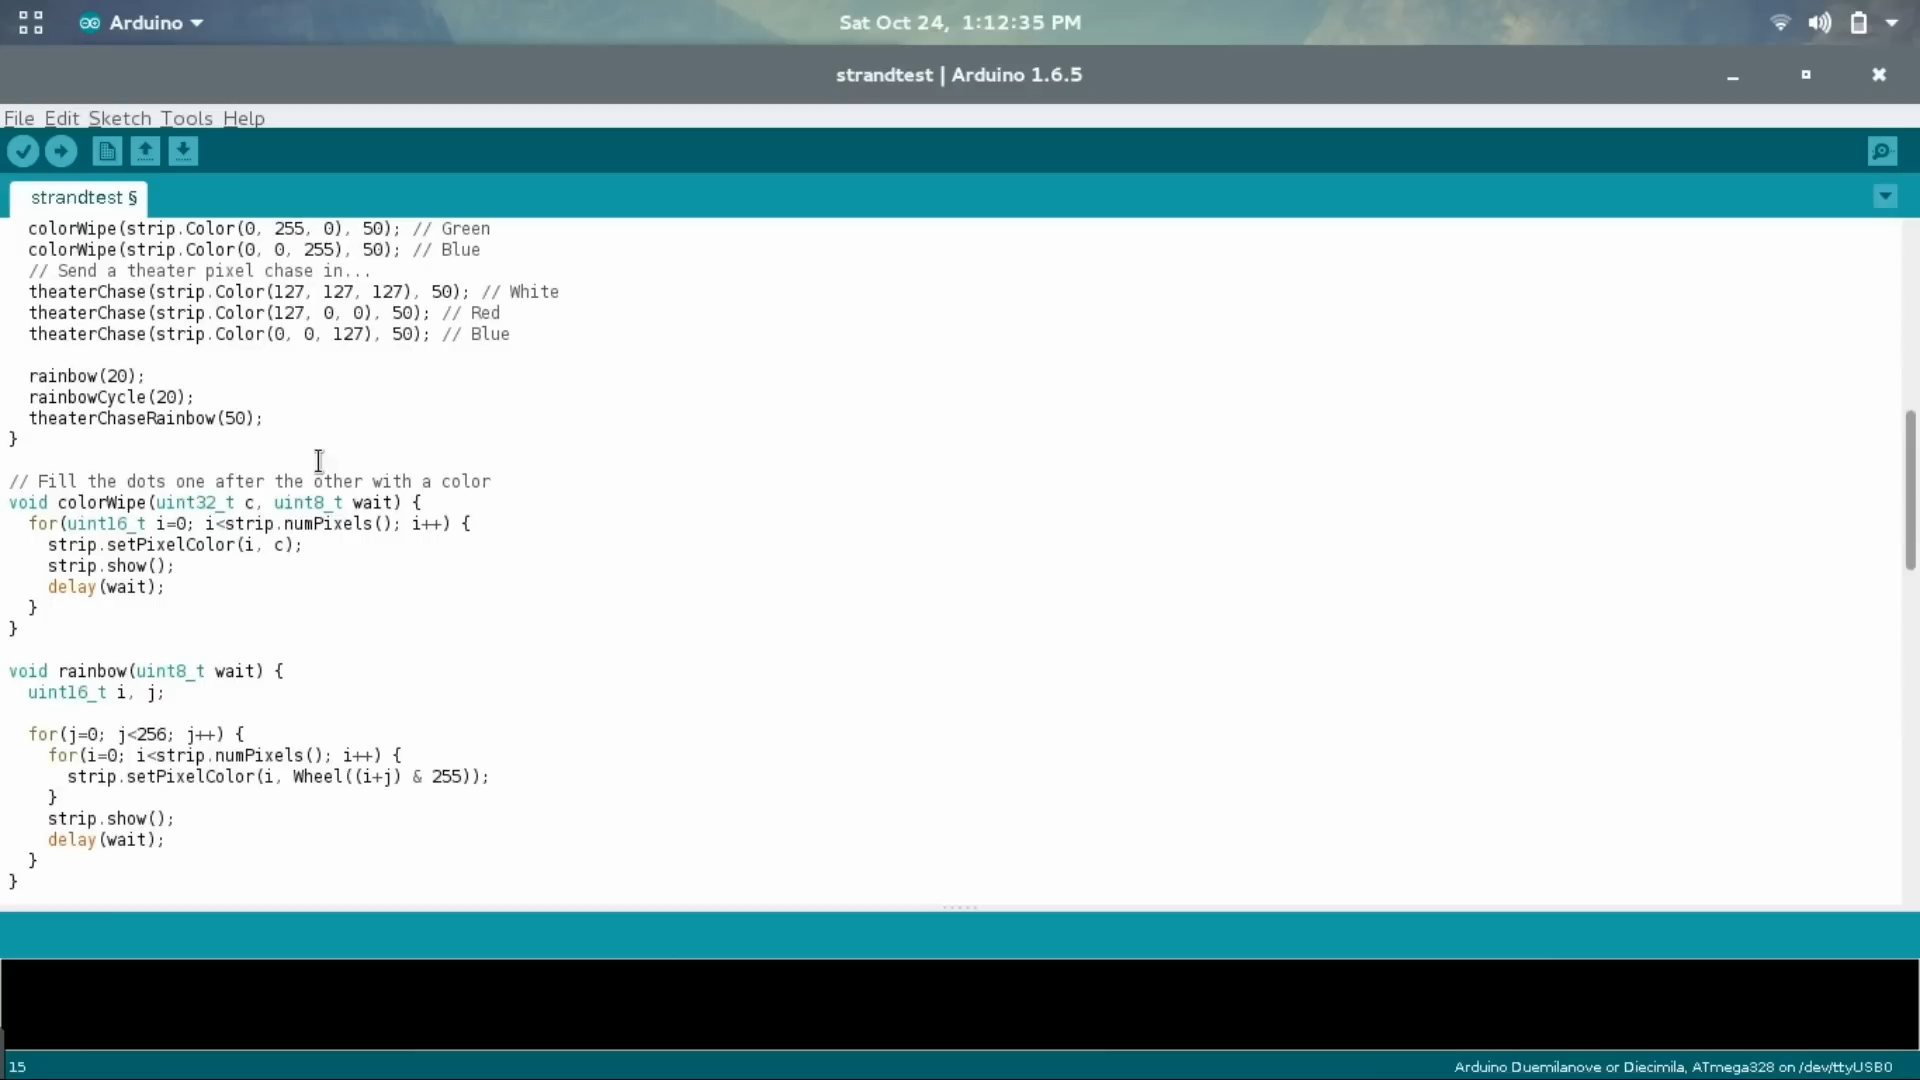 Arduino
Sat Oct 24, 1:12:35 PM
strandtest | Arduino 1.6.5
File Edit Sketch Tools Help
strandtest §
colorWipe(strip.Color(0, 255, 0), 50); // Green
colorWipe(strip.Color(0, 0, 255), 50); // Blue
// Send a theater pixel chase in...
theaterChase(strip.Color(127, 127, 127), 50); // White
theaterChase(strip.Color(127, 0, 0), 50); // Red
theaterChase(strip.Color(0, 0, 127), 50); // Blue
rainbow(20);
rainbowCycle(20);
theaterChaseRainbow(50);
}
// Fill the dots one after the other with a color
void colorWipe(uint32_t c, uint8_t wait) {
for(uint16_t i=0; i<strip.numPixels(); i++) {
strip.setPixelColor(i, c);
strip.show();
delay(wait);
}
}
void rainbow(uint8_t wait) {
uint16_t i, j;
for(j=0; j<256; j++) {
for(i=0; i<strip.numPixels(); i++) {
strip.setPixelColor(i, Wheel((i+j) & 255));
}
strip.show();
delay(wait);
}
}
15
Arduino Duemilanove or Diecimila, ATmega328 on /dev/ttyUSB0